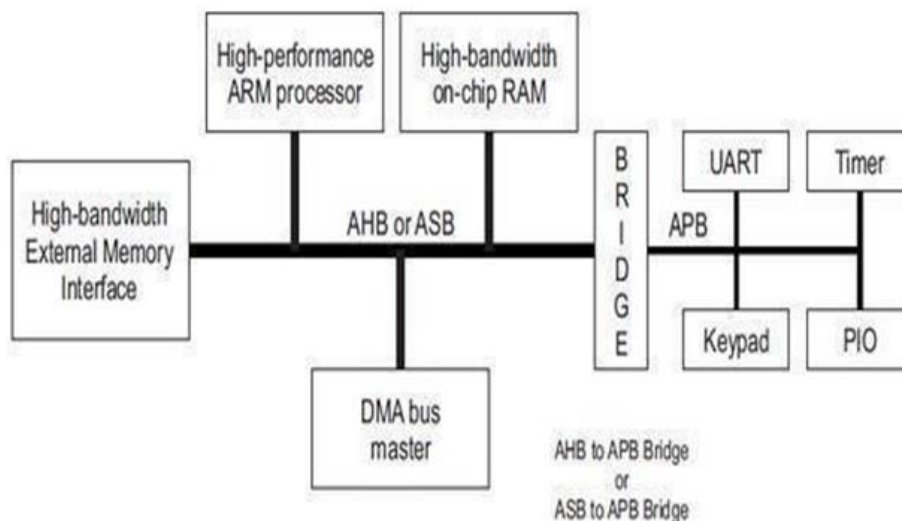 High-performance
ARM processor
High-bandwidth
on-chip RAM
High-bandwidth
External Memory
Interface
AHB or ASB
B
R
I
D
G
E
APB
UART
Timer
Keypad
PIO
DMA bus
master
AHB to APB Bridge
or
ASB to APB Bridge